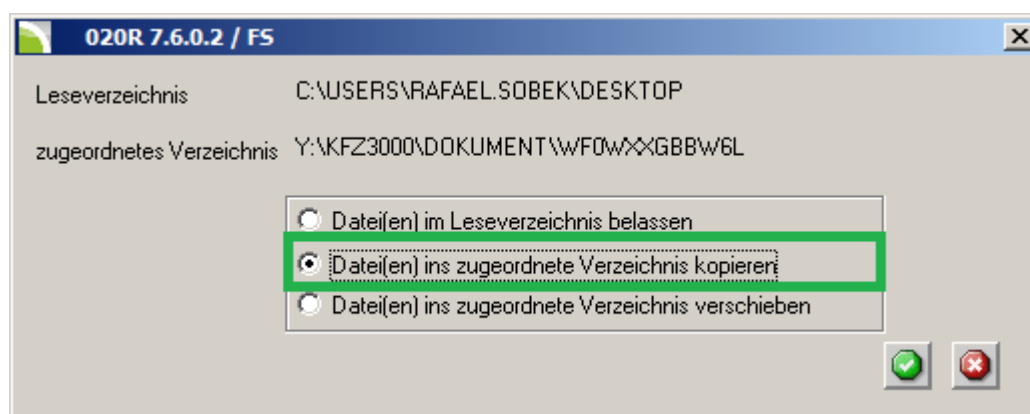 020R 7.6.0.2 / FS
Leseverzeichnis C:\USERS\RAFAEL.SOBEK\DESKTOP
zugeordnetes Verzeichnis Y:\KFZ3000\DOKUMENT\WF0WXXGBBW6L
Datei(en) im Leseverzeichnis belassen
Datei(en) ins zugeordnete Verzeichnis kopieren
Datei(en) ins zugeordnete Verzeichnis verschieben